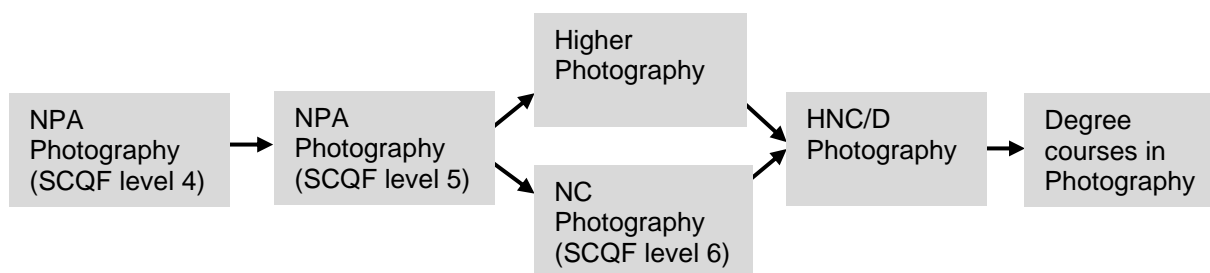 NPA
Photography
(SCQF level 4)
NPA
Photography
(SCQF level 5)
Higher
Photography
NC
Photography
(SCQF level 6)
HNC/D
Photography
Degree
courses in
Photography